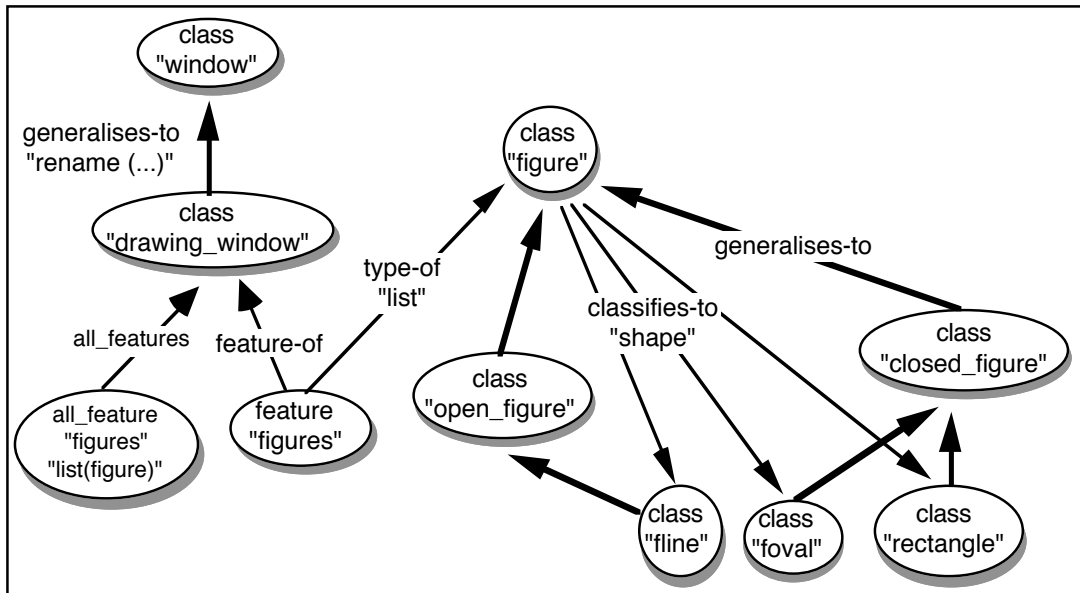 class
"window"
generalises-to
"rename (...)"
class
"figure"
class
"drawing_window"
generalises-to
type-of
"list"
classifies-to
"shape"
all_features
feature-of
class
"closed_figure"
class
"open_figure"
all_feature
"figures"
"list(figure)"
feature
"figures"
class
"fline"
class
"foval"
class
"rectangle"